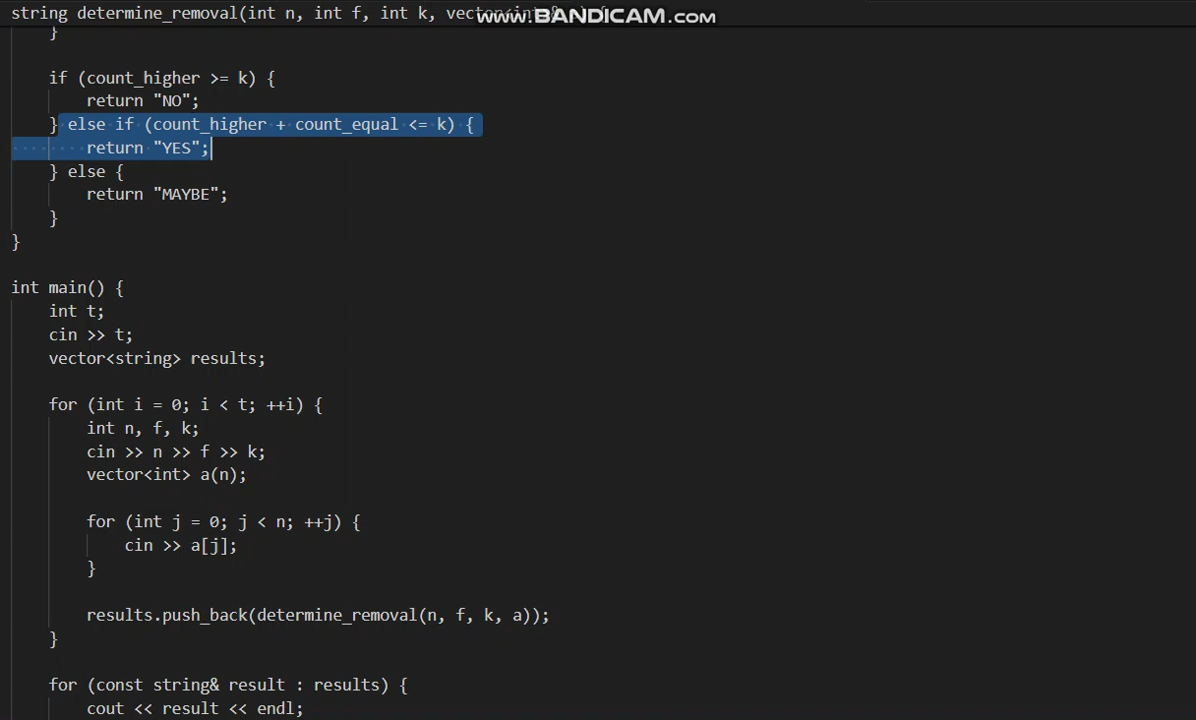 string determine_removal(int n, int f, int k, vector<int>& a) {
www.BANDICAM.com
    }
    if (count_higher >= k) {
        return "NO";
    } else if (count_higher + count_equal <= k) {
        return "YES";
    } else {
        return "MAYBE";
    }
}
int main() {
    int t;
    cin >> t;
    vector<string> results;
    for (int i = 0; i < t; ++i) {
        int n, f, k;
        cin >> n >> f >> k;
        vector<int> a(n);
        for (int j = 0; j < n; ++j) {
            cin >> a[j];
        }
        results.push_back(determine_removal(n, f, k, a));
    }
    for (const string& result : results) {
        cout << result << endl;